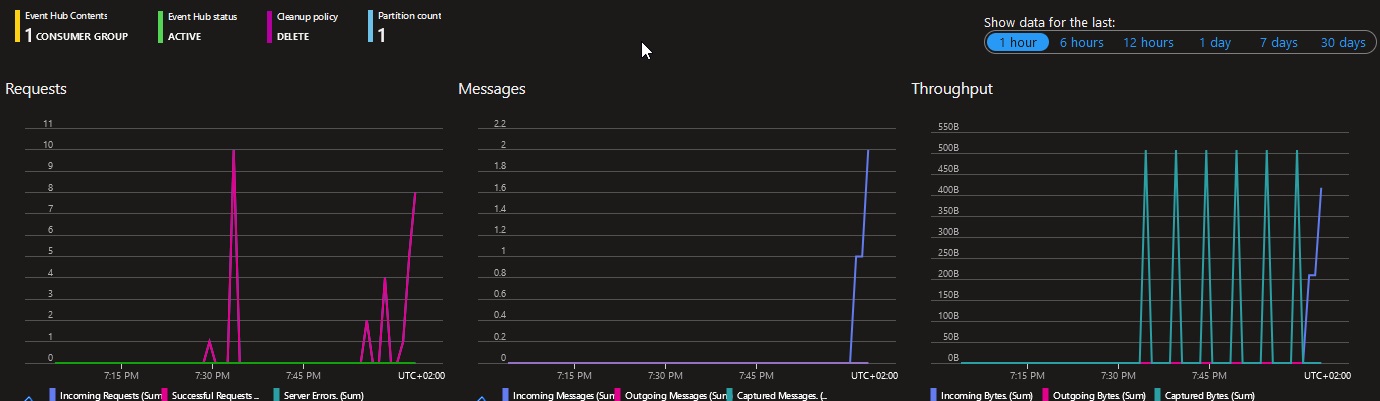 Event Hub Contents
1 CONSUMER GROUP
Event Hub status
ACTIVE
Cleanup policy
DELETE
Partition count
1
Show data for the last:
1 hour 6 hours 12 hours 1 day 7 days 30 days
Requests
11
10
9
8
7
6
5
4
3
2
1
0
7:15 PM 7:30 PM 7:45 PM UTC+02:00
Incoming Requests (Sum) Successful Requests .. Server Errors. (Sum)
Messages
2.2
2
1.8
1.6
1.4
1.2
1
0.8
0.6
0.4
0.2
0
7:15 PM 7:30 PM 7:45 PM UTC+02:00
Incoming Messages (Sum Outgoing Messages (Sum Captured Messages. (..
Throughput
550B
500B
450B
400B
350B
300B
250B
200B
150B
100B
50B
0B
7:15 PM 7:30 PM 7:45 PM UTC+02:00
Incoming Bytes. (Sum) Outgoing Bytes. (Sum) Captured Bytes. (Sum)